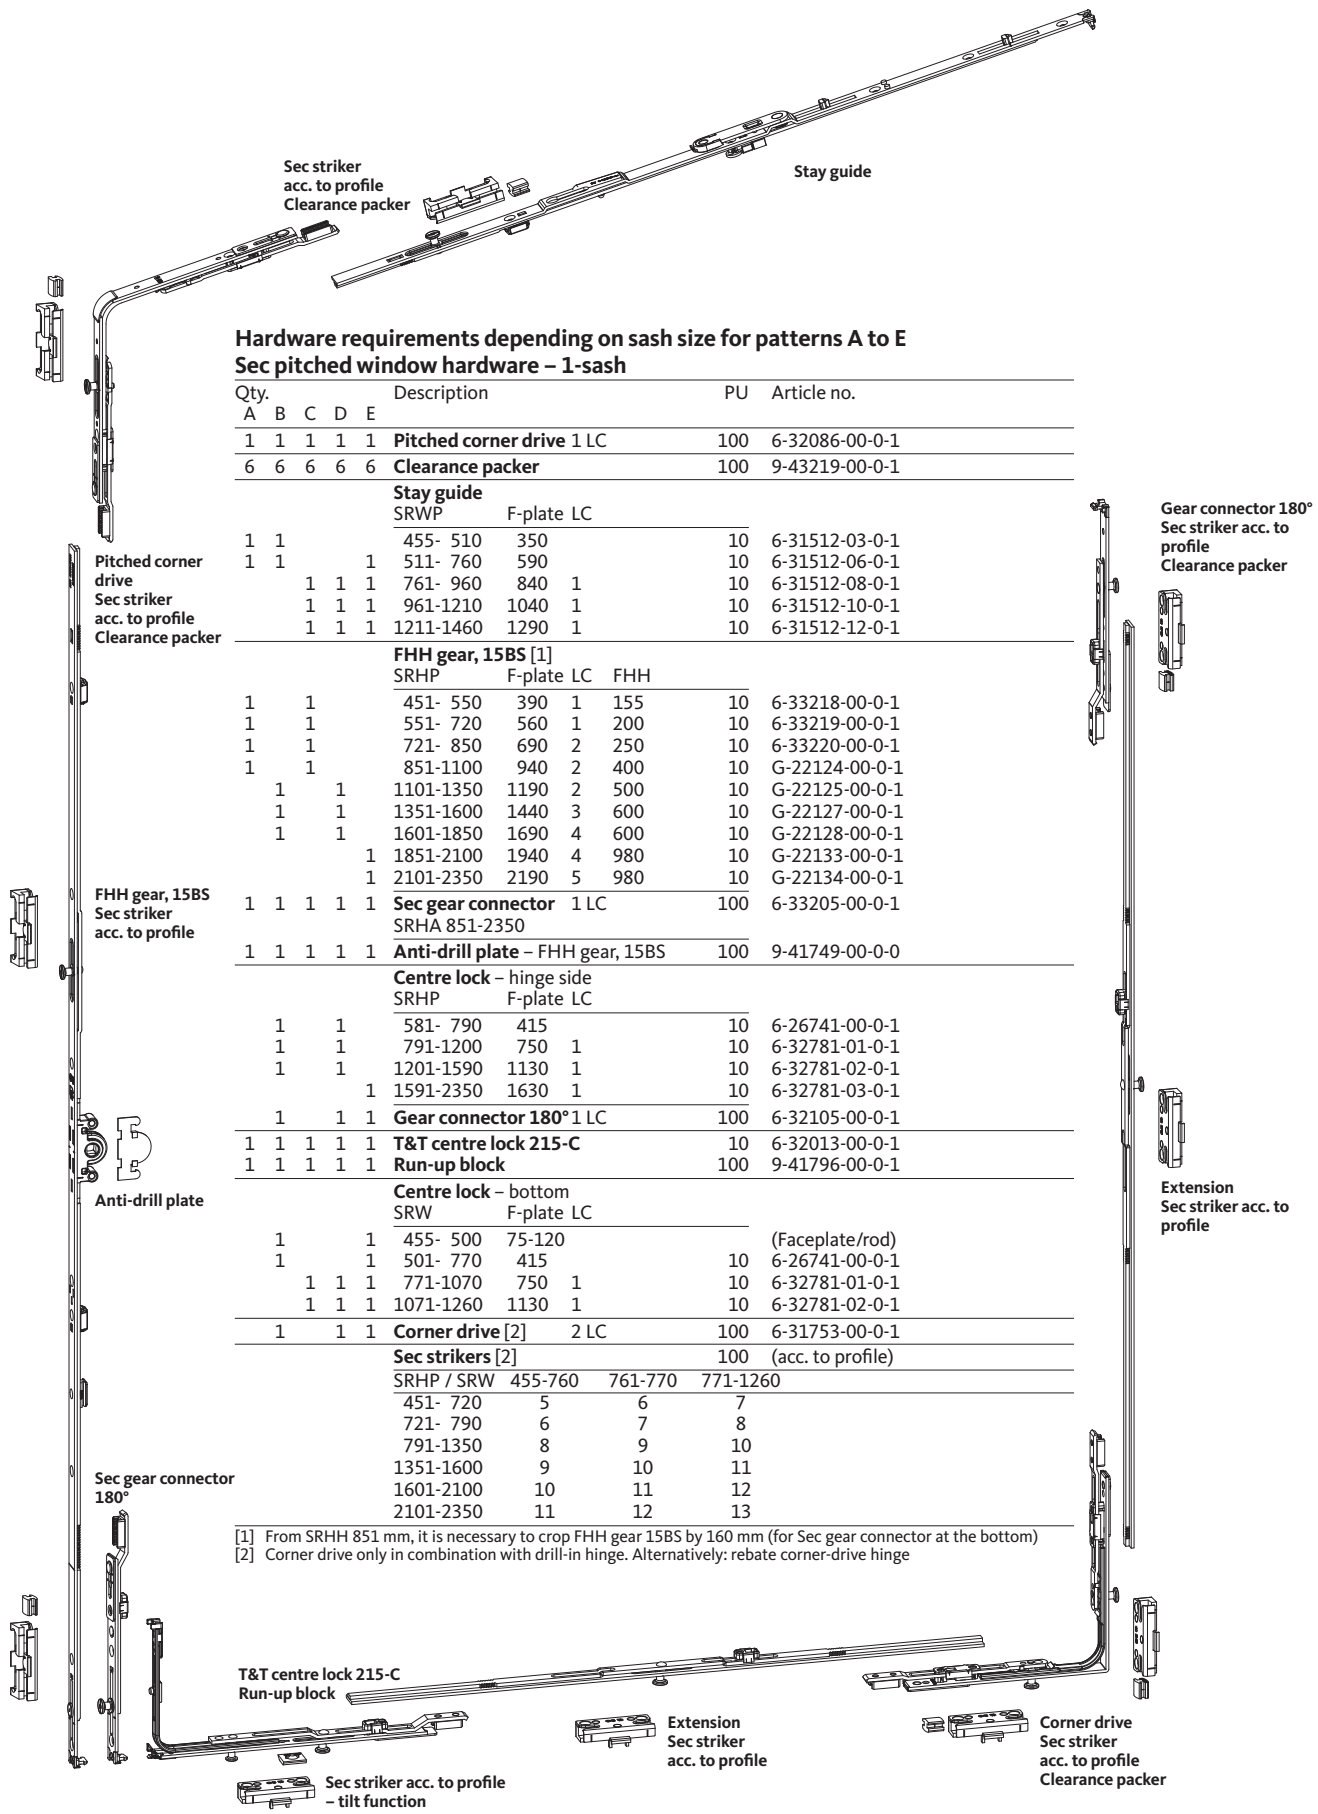 Sec striker
acc. to profile
Clearance packer
Stay guide
Hardware requirements depending on sash size for patterns A to E
Sec pitched window hardware – 1-sash
Qty. Description PU Article no.
A B C D E
1 1 1 1 1 Pitched corner drive 1 LC 100 6-32086-00-0-1
6 6 6 6 6 Clearance packer 100 9-43219-00-0-1
Stay guide
SRWP F-plate LC
1 1 455- 510 350 10 6-31512-03-0-1
1 1 1 511- 760 590 10 6-31512-06-0-1
1 1 1 761- 960 840 1 10 6-31512-08-0-1
1 1 1 961-1210 1040 1 10 6-31512-10-0-1
1 1 1 1211-1460 1290 1 10 6-31512-12-0-1
FHH gear, 15BS [1]
SRHP F-plate LC FHH
1 1 451- 550 390 1 155 10 6-33218-00-0-1
1 1 551- 720 560 1 200 10 6-33219-00-0-1
1 1 721- 850 690 2 250 10 6-33220-00-0-1
1 1 851-1100 940 2 400 10 G-22124-00-0-1
1 1 1101-1350 1190 2 500 10 G-22125-00-0-1
1 1 1351-1600 1440 3 600 10 G-22127-00-0-1
1 1 1601-1850 1690 4 600 10 G-22128-00-0-1
1 1851-2100 1940 4 980 10 G-22133-00-0-1
1 2101-2350 2190 5 980 10 G-22134-00-0-1
1 1 1 1 1 Sec gear connector 1 LC 100 6-33205-00-0-1
SRHA 851-2350
1 1 1 1 1 Anti-drill plate – FHH gear, 15BS 100 9-41749-00-0-0
Centre lock – hinge side
SRHP F-plate LC
1 1 581- 790 415 10 6-26741-00-0-1
1 1 791-1200 750 1 10 6-32781-01-0-1
1 1 1201-1590 1130 1 10 6-32781-02-0-1
1 1591-2350 1630 1 10 6-32781-03-0-1
1 1 1 Gear connector 180° 1 LC 100 6-32105-00-0-1
1 1 1 1 1 T&T centre lock 215-C 10 6-32013-00-0-1
1 1 1 1 1 Run-up block 100 9-41796-00-0-1
Centre lock – bottom
SRW F-plate LC
1 1 455- 500 75-120 (Faceplate/rod)
1 1 501- 770 415 10 6-26741-00-0-1
1 1 1 771-1070 750 1 10 6-32781-01-0-1
1 1 1 1071-1260 1130 1 10 6-32781-02-0-1
1 1 1 Corner drive [2] 2 LC 100 6-31753-00-0-1
Sec strikers [2] 100 (acc. to profile)
SRHP / SRW 455-760 761-770 771-1260
451- 720 5 6 7
721- 790 6 7 8
791-1350 8 9 10
1351-1600 9 10 11
1601-2100 10 11 12
2101-2350 11 12 13
[1] From SRHH 851 mm, it is necessary to crop FHH gear 15BS by 160 mm (for Sec gear connector at the bottom)
[2] Corner drive only in combination with drill-in hinge. Alternatively: rebate corner-drive hinge
Pitched corner
drive
Sec striker
acc. to profile
Clearance packer
FHH gear, 15BS
Sec striker
acc. to profile
Anti-drill plate
Sec gear connector
180°
Gear connector 180°
Sec striker acc. to
profile
Clearance packer
Extension
Sec striker acc. to
profile
T&T centre lock 215-C
Run-up block
Sec striker acc. to profile
– tilt function
Extension
Sec striker
acc. to profile
Corner drive
Sec striker
acc. to profile
Clearance packer